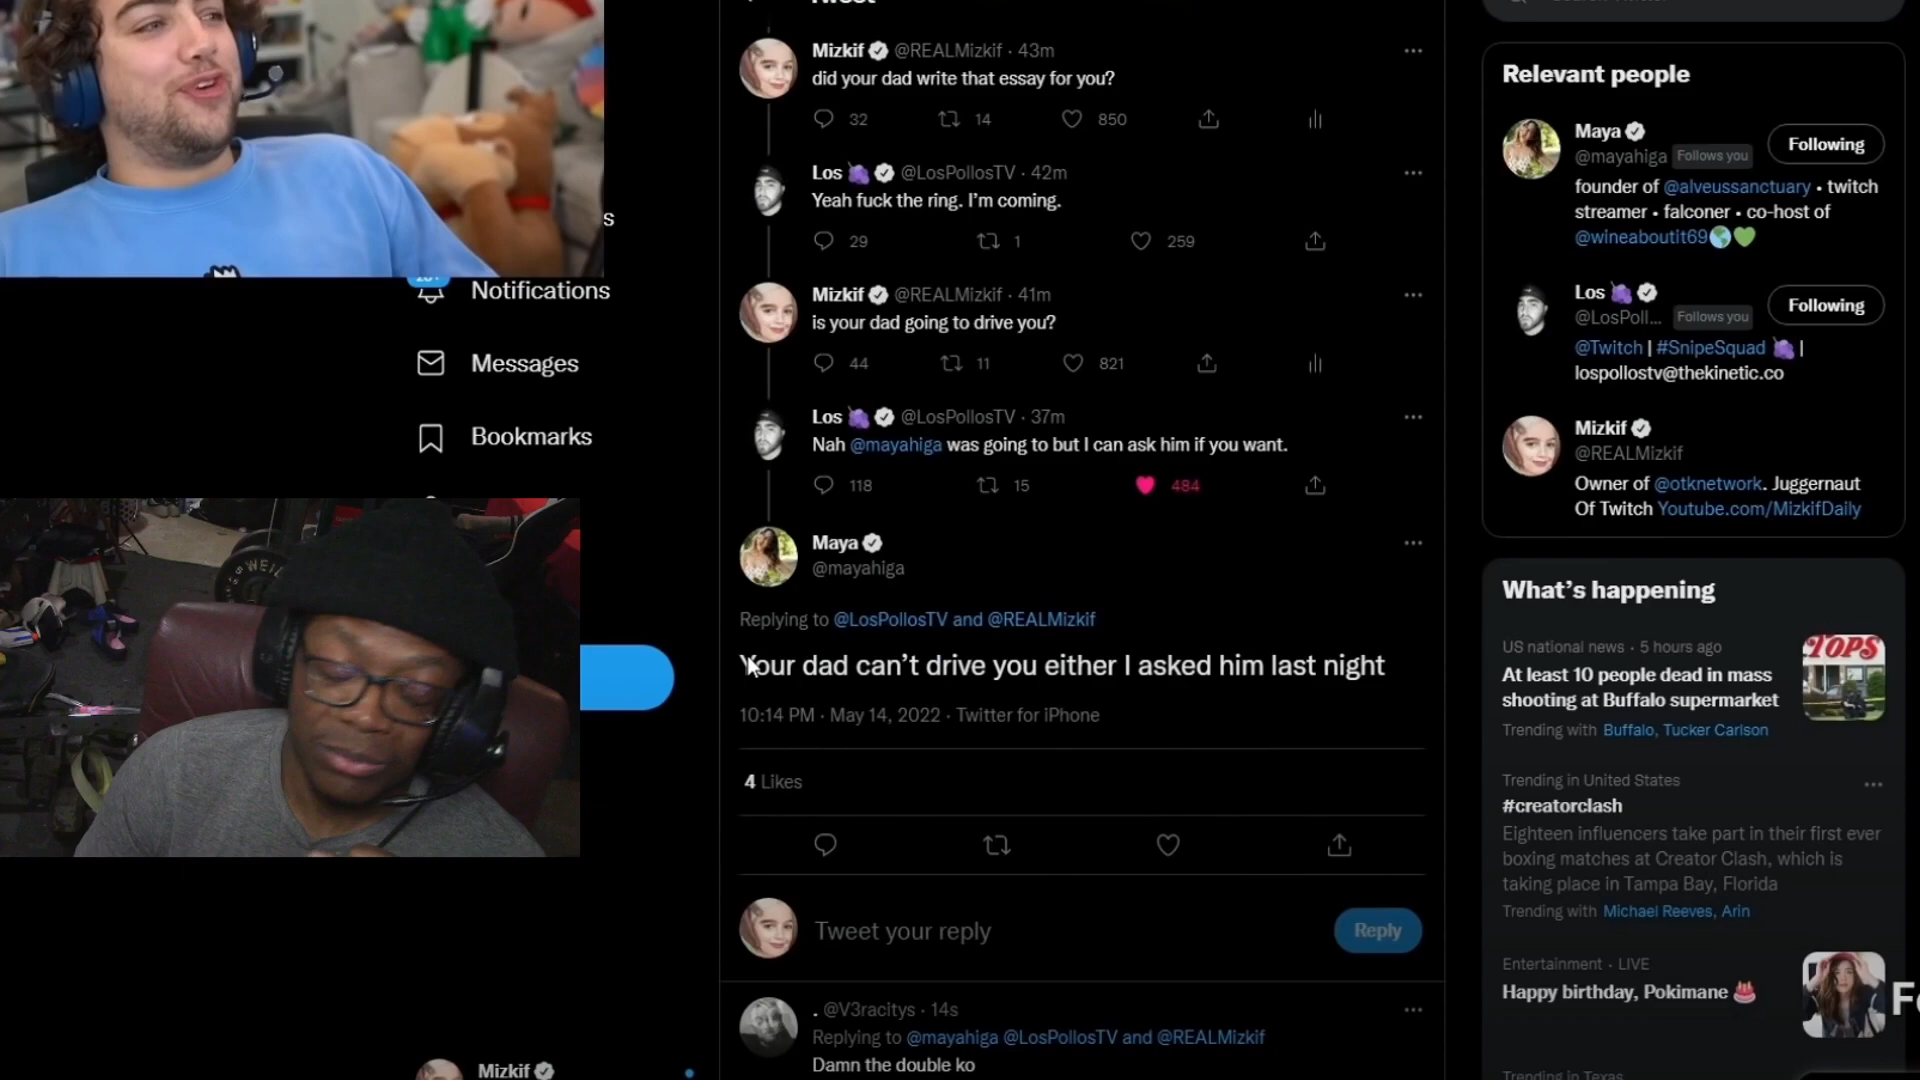 Tweet
Mizkif @REALMizkif · 43m
did your dad write that essay for you?
32 14 850
Los @LosPollosTV · 42m
Yeah fuck the ring. I'm coming.
29 1 259
Mizkif @REALMizkif · 41m
is your dad going to drive you?
44 11 821
Los @LosPollosTV · 37m
Nah @mayahiga was going to but I can ask him if you want.
118 15 484
Maya
@mayahiga
Replying to @LosPollosTV and @REALMizkif
Your dad can't drive you either I asked him last night
10:14 PM · May 14, 2022 · Twitter for iPhone
4 Likes
Tweet your reply
Reply
. @V3racitys · 14s
Replying to @mayahiga @LosPollosTV and @REALMizkif
Damn the double ko
s
20+
Notifications
Messages
Bookmarks
Mizkif
Search Twitter
Relevant people
Maya
@mayahiga Follows you
Following
founder of @alveussanctuary • twitch
streamer • falconer • co-host of
@wineaboutit69
Los
@LosPoll... Follows you
Following
@Twitch | #SnipeSquad |
lospollostv@thekinetic.co
Mizkif
@REALMizkif
Owner of @otknetwork. Juggernaut
Of Twitch Youtube.com/MizkifDaily
What's happening
US national news · 5 hours ago
At least 10 people dead in mass
shooting at Buffalo supermarket
Trending with Buffalo, Tucker Carlson
TOPS
Trending in United States
#creatorclash
Eighteen influencers take part in their first ever
boxing matches at Creator Clash, which is
taking place in Tampa Bay, Florida
Trending with Michael Reeves, Arin
Entertainment · LIVE
Happy birthday, Pokimane
Trending in Texas